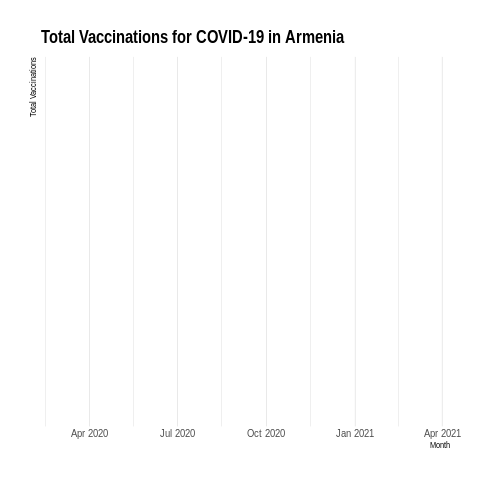 Total Vaccinations for COVID-19 in Armenia
Total Vaccinations
Apr 2020
Jul 2020
Oct 2020
Jan 2021
Apr 2021
Month